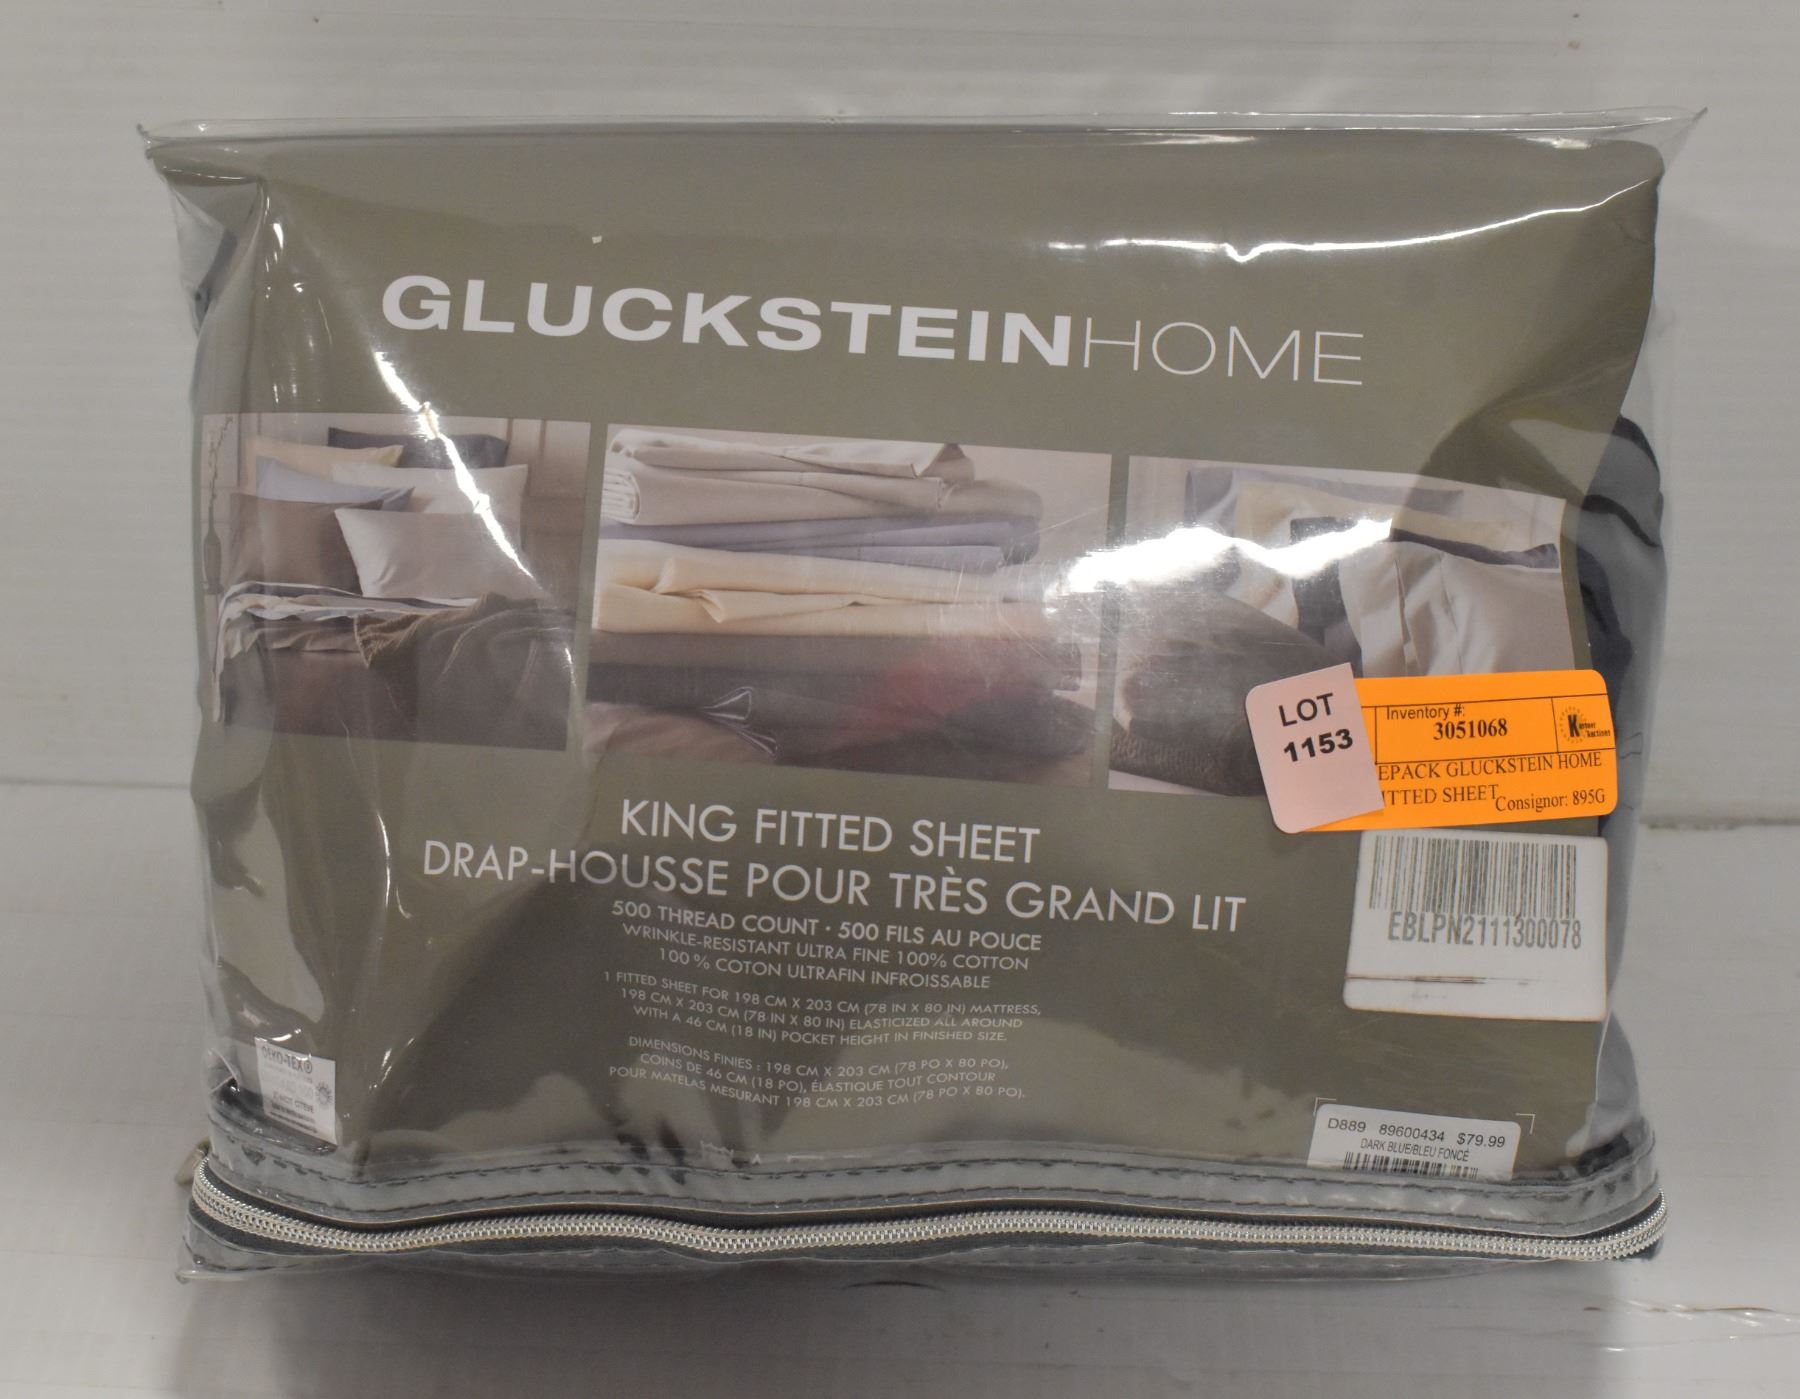 GLUCKSTEINHOME
LOT
1153
Inventory #:
3051068
EPACK GLUCKSTEIN HOME
ITTED SHEET
Consignor: 895G
KING FITTED SHEET
DRAP-HOUSSE POUR TRÈS GRAND LIT
500 THREAD COUNT • 500 FILS AU POUCE
WRINKLE-RESISTANT ULTRA FINE 100% COTTON
100 % COTON ULTRAFIN INFROISSABLE
1 FITTED SHEET FOR 198 CM X 203 CM (78 IN X 80 IN) MATTRESS,
198 CM X 203 CM (78 IN X 80 IN) ELASTICIZED ALL AROUND
WITH A 46 CM (18 IN) POCKET HEIGHT IN FINISHED SIZE.
DIMENSIONS FINIES : 198 CM X 203 CM (78 PO X 80 PO),
COINS DE 46 CM (18 PO), ÉLASTIQUE TOUT CONTOUR
POUR MATELAS MESURANT 198 CM X 203 CM (78 PO X 80 PO).
EBLPN2111300078
OEKO-TEX®
D889 89600434 $79.99
DARK BLUE/BLEU FONCÉ